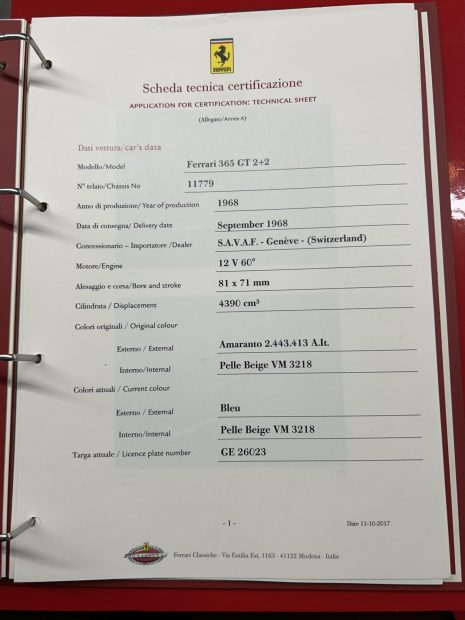 Ferrari
Scheda tecnica certificazione
APPLICATION FOR CERTIFICATION: TECHNICAL SHEET
(Allegato/Annex A)
Dati vettura/car's data
Modello/Model Ferrari 365 GT 2+2
N° telaio/Chassis No 11779
Anno di produzione/ Year of production 1968
Data di consegna/ Delivery date September 1968
Concessionario – Importatore /Dealer S.A.V.A.F. - Genève - (Switzerland)
Motore/Engine 12 V 60°
Alesaggio e corsa/Bore and stroke 81 x 71 mm
Cilindrata / Displacement 4390 cm³
Colori originali / Original colour
Esterno / External Amaranto 2.443.413 A.It.
Interno/Internal Pelle Beige VM 3218
Colori attuali / Current colour
Esterno / External Bleu
Interno/Internal Pelle Beige VM 3218
Targa attuale / Licence plate number GE 26023
- 1 - Date 11-10-2017
Ferrari Classiche - Via Emilia Est, 1163 - 41122 Modena - Italia